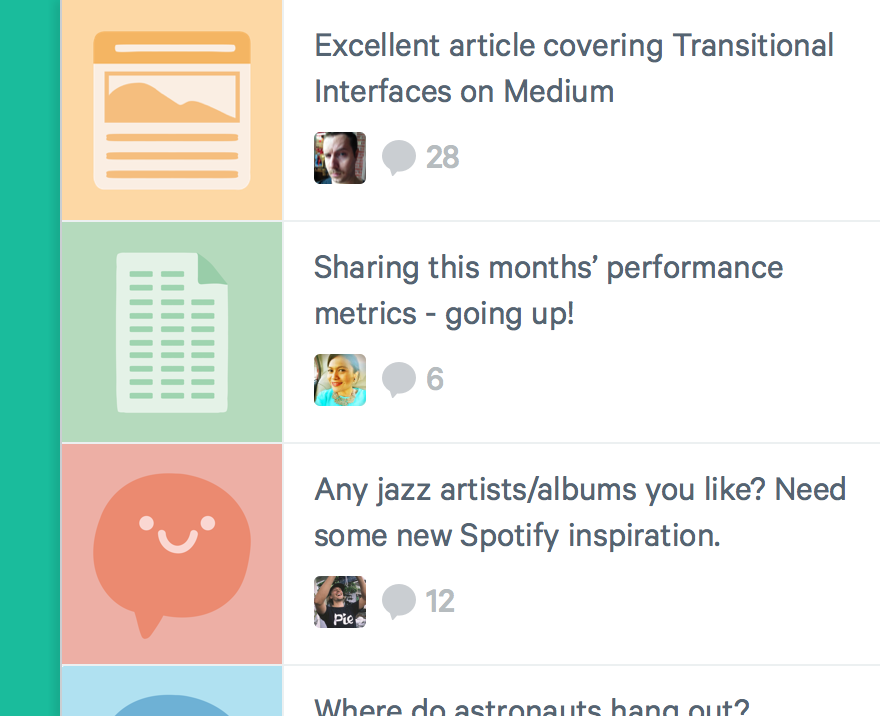 Excellent article covering Transitional
Interfaces on Medium
28
Sharing this months’ performance
metrics - going up!
6
Any jazz artists/albums you like? Need
some new Spotify inspiration.
Pie
12
Where do astronauts hang out?